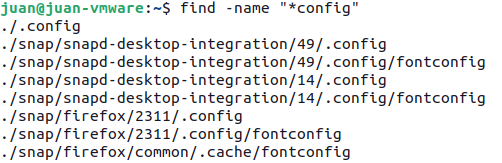 juan@juan-vmware:~$ find -name "*config"
./.config
./snap/snapd-desktop-integration/49/.config
./snap/snapd-desktop-integration/49/.config/fontconfig
./snap/snapd-desktop-integration/14/.config
./snap/snapd-desktop-integration/14/.config/fontconfig
./snap/firefox/2311/.config
./snap/firefox/2311/.config/fontconfig
./snap/firefox/common/.cache/fontconfig